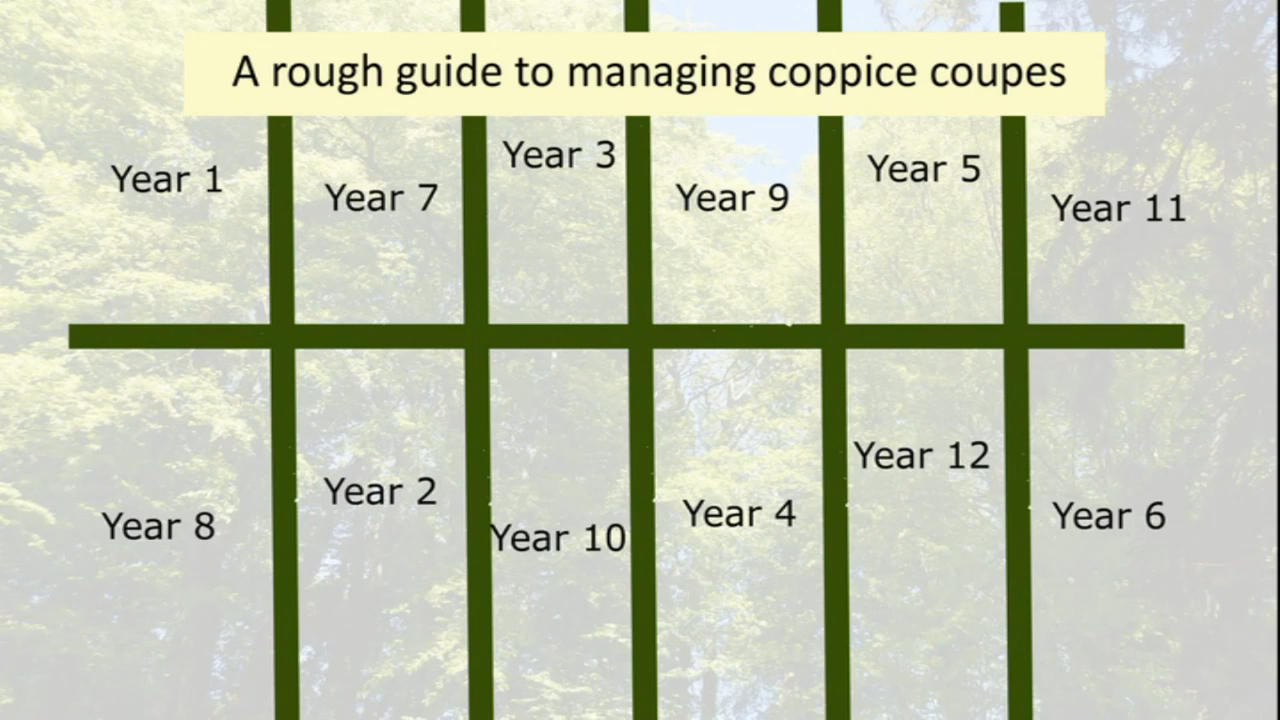 A rough guide to managing coppice coupes
Year 1
Year 7
Year 3
Year 9
Year 5
Year 11
Year 8
Year 2
Year 10
Year 4
Year 12
Year 6